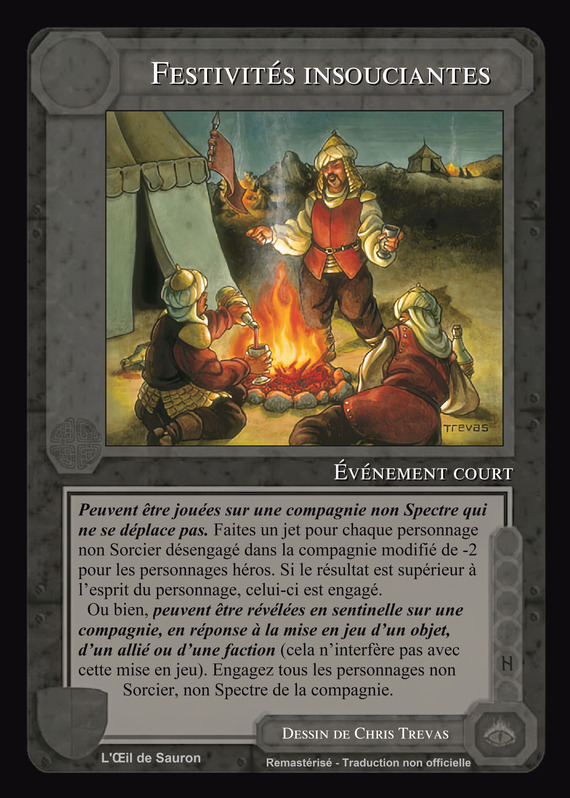 Festivités insouciantes
Trevas
Événement court
Peuvent être jouées sur une compagnie non Spectre qui
ne se déplace pas. Faites un jet pour chaque personnage
non Sorcier désengagé dans la compagnie modifié de -2
pour les personnages héros. Si le résultat est supérieur à
l'esprit du personnage, celui-ci est engagé.
Ou bien, peuvent être révélées en sentinelle sur une
compagnie, en réponse à la mise en jeu d'un objet,
d'un allié ou d'une faction (cela n'interfère pas avec
cette mise en jeu). Engagez tous les personnages non
Sorcier, non Spectre de la compagnie.
Dessin de Chris Trevas
L'Œil de Sauron
Remastérisé - Traduction non officielle